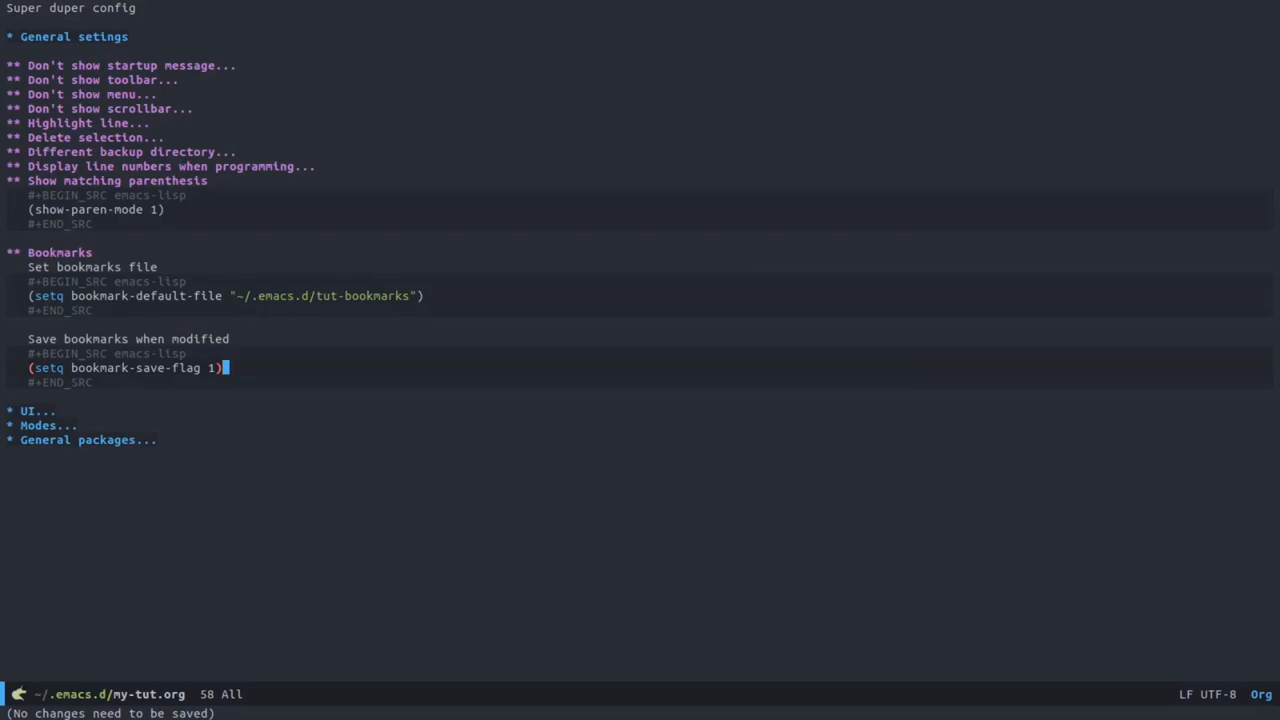 Super duper config
* General setings
** Don't show startup message...
** Don't show toolbar...
** Don't show menu...
** Don't show scrollbar...
** Highlight line...
** Delete selection...
** Different backup directory...
** Display line numbers when programming...
** Show matching parenthesis
#+BEGIN_SRC emacs-lisp
(show-paren-mode 1)
#+END_SRC
** Bookmarks
Set bookmarks file
#+BEGIN_SRC emacs-lisp
(setq bookmark-default-file "~/.emacs.d/tut-bookmarks")
#+END_SRC
Save bookmarks when modified
#+BEGIN_SRC emacs-lisp
(setq bookmark-save-flag 1)
#+END_SRC
* UI...
* Modes...
* General packages...
~/.emacs.d/my-tut.org 58 All LF UTF-8 Org
(No changes need to be saved)